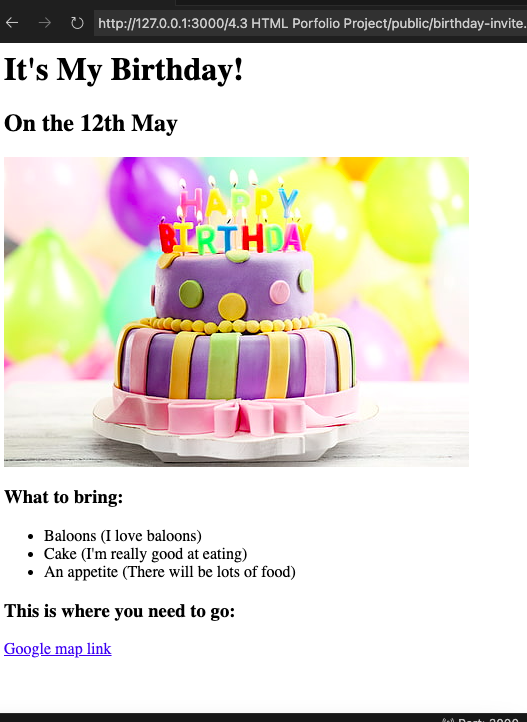 http://127.0.0.1:3000/4.3 HTML Porfolio Project/public/birthday-invite.
It's My Birthday!
On the 12th May
HAPPY
BIRTHDAY
What to bring:
Baloons (I love baloons)
Cake (I'm really good at eating)
An appetite (There will be lots of food)
This is where you need to go:
Google map link